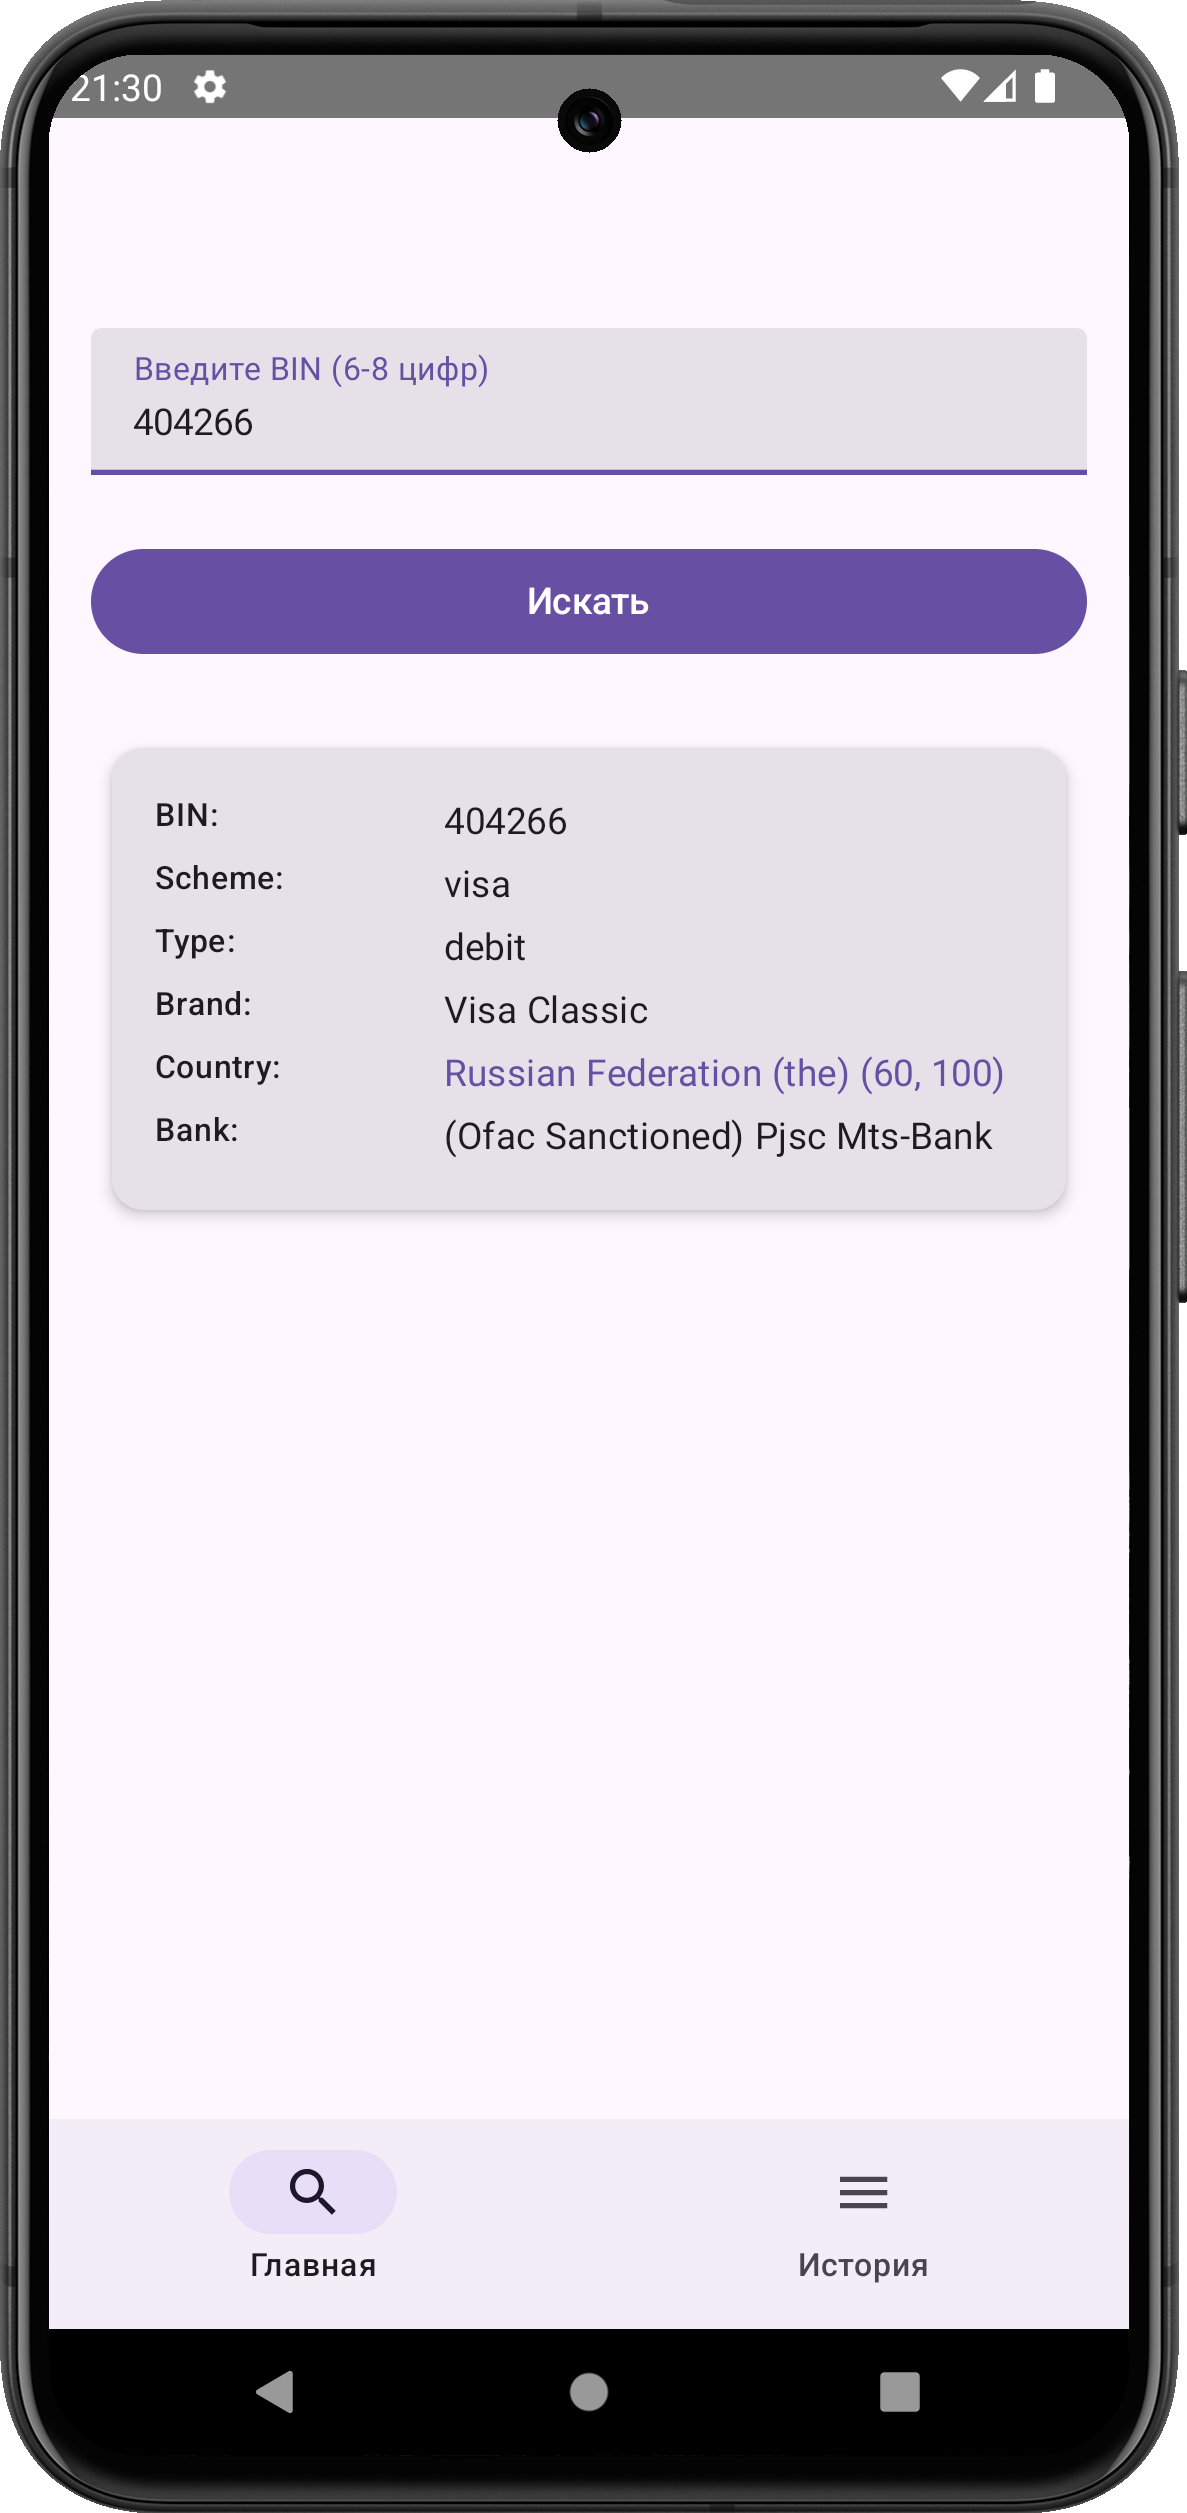 21:30
Введите BIN (6-8 цифр)
404266
Искать
BIN: 404266
Scheme: visa
Type: debit
Brand: Visa Classic
Country: Russian Federation (the) (60, 100)
Bank: (Ofac Sanctioned) Pjsc Mts-Bank
Главная История